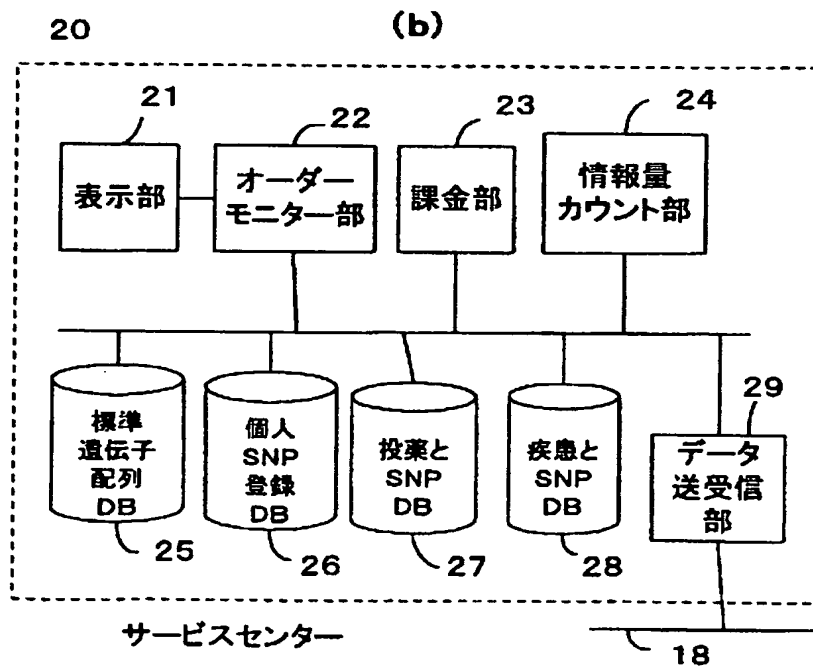 20
(b)
21
22
23
24
表示部
オーダー
モニター部
課金部
情報量
カウント部
標準
遺伝子
配列
DB
個人
SNP
登録
DB
投薬と
SNP
DB
疾患と
SNP
DB
29
データ
送受信
部
25
26
27
28
サービスセンター
18